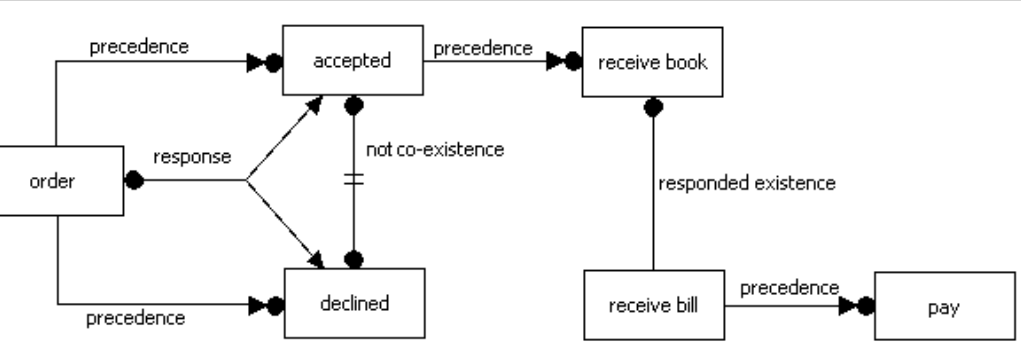 precedence
accepted
precedence
receive book
response
not co-existence
order
responded existence
declined
receive bill
precedence
pay
precedence